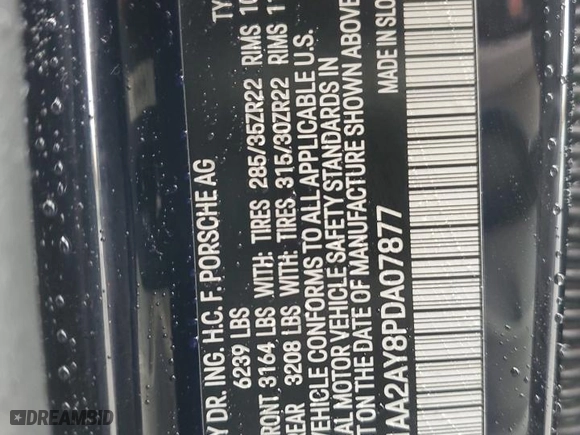 Y DR. ING. H.C. F. PORSCHE AG
TY
6239 LBS
RONT 3164 LBS WITH: TIRES 285/35ZR22 RIMS 10
EAR 3208 LBS WITH: TIRES 315/30ZR22 RIMS 1
VEHICLE CONFORMS TO ALL APPLICABLE U.S.
AL MOTOR VEHICLE SAFETY STANDARDS IN
T ON THE DATE OF MANUFACTURE SHOWN ABOVE
AA2AY8PDA07877
MADE IN SLO
DREAMBID